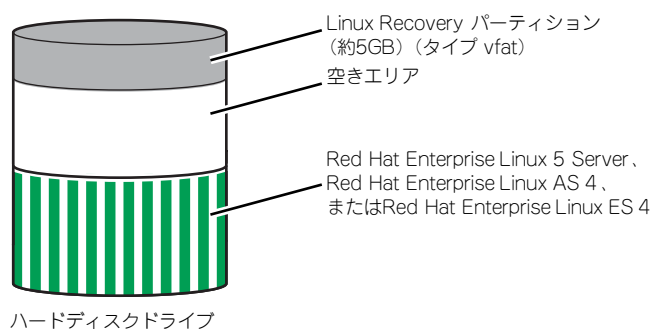 Linux Recovery パーティション
（約5GB）（タイプ vfat）
空きエリア
Red Hat Enterprise Linux 5 Server、
Red Hat Enterprise Linux AS 4、
またはRed Hat Enterprise Linux ES 4
ハードディスクドライブ